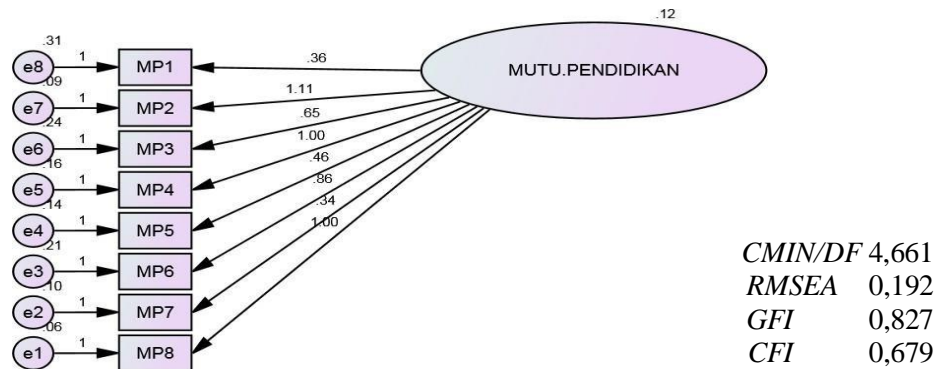 .12
.31
e8 1 MP1 .36 MUTU.PENDIDIKAN
.09
e7 1 MP2 1.11
.24
e6 1 MP3 .65
.16
e5 1 MP4 1.00
.14
e4 1 MP5 .46
.21
e3 1 MP6 .86
.10
e2 1 MP7 .34
.06
e1 1 MP8 1.00
CMIN/DF 4,661
RMSEA 0,192
GFI 0,827
CFI 0,679